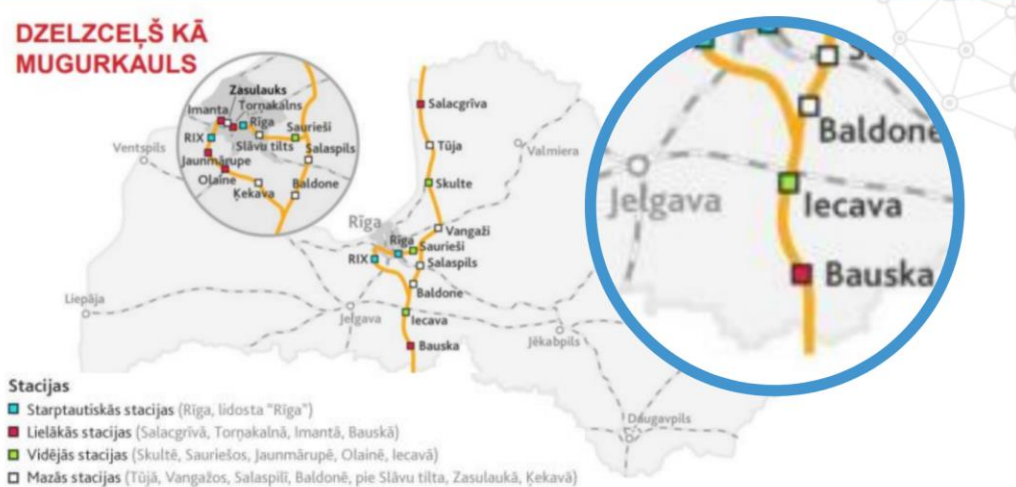 DZELZCEĻŠ KĀ
MUGURKAULS
Zasulauks
Imanta
Torņakalns
Rīga
RIX
Saurieši
Slāvu tilts
Jaunmārupe
Salaspils
Olaine
Ķekava
Baldone
Ventspils
Salacgrīva
Tūja
Valmiera
Skulte
Rīga
Vangaži
Rīga
Saurieši
RIX
Salaspils
Baldone
Liepāja
Jelgava
Iecava
Jēkabpils
Bauska
Daugavpils
Baldone
Jelgava
Iecava
Bauska
Stacijas
Starptautiskās stacijas (Rīga, lidosta "Rīga")
Lielākās stacijas (Salacgrīvā, Torņakalnā, Imantā, Bauskā)
Vidējās stacijas (Skultē, Sauriešos, Jaunmārupē, Olainē, Iecavā)
Mazās stacijas (Tūjā, Vangažos, Salaspilī, Baldonē, pie Slāvu tilta, Zasulaukā, Ķekavā)